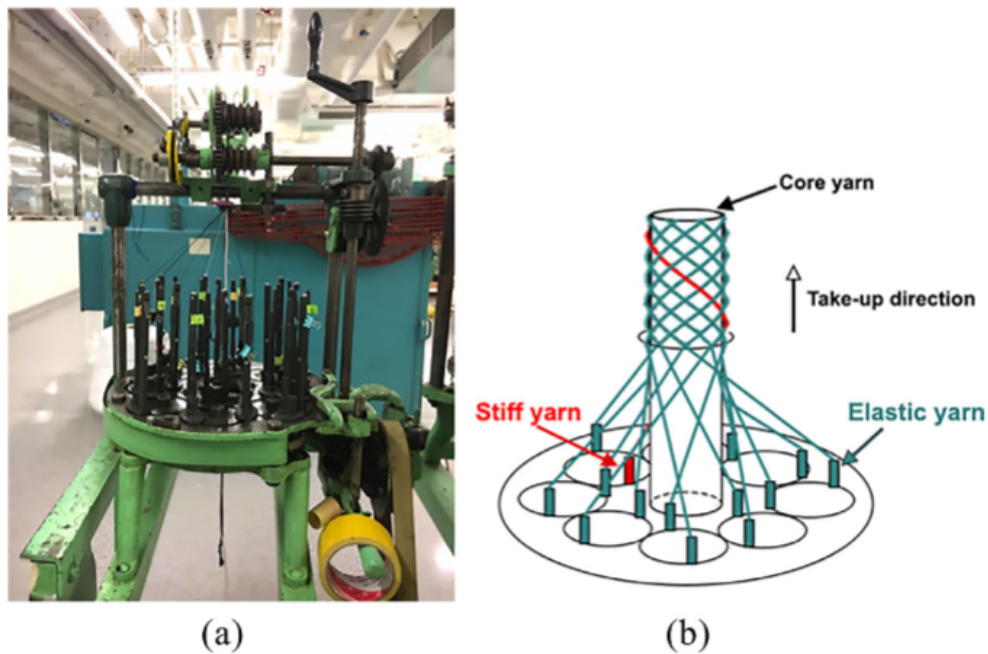 Core yarn
Take-up direction
Stiff yarn
Elastic yarn
(a)
(b)